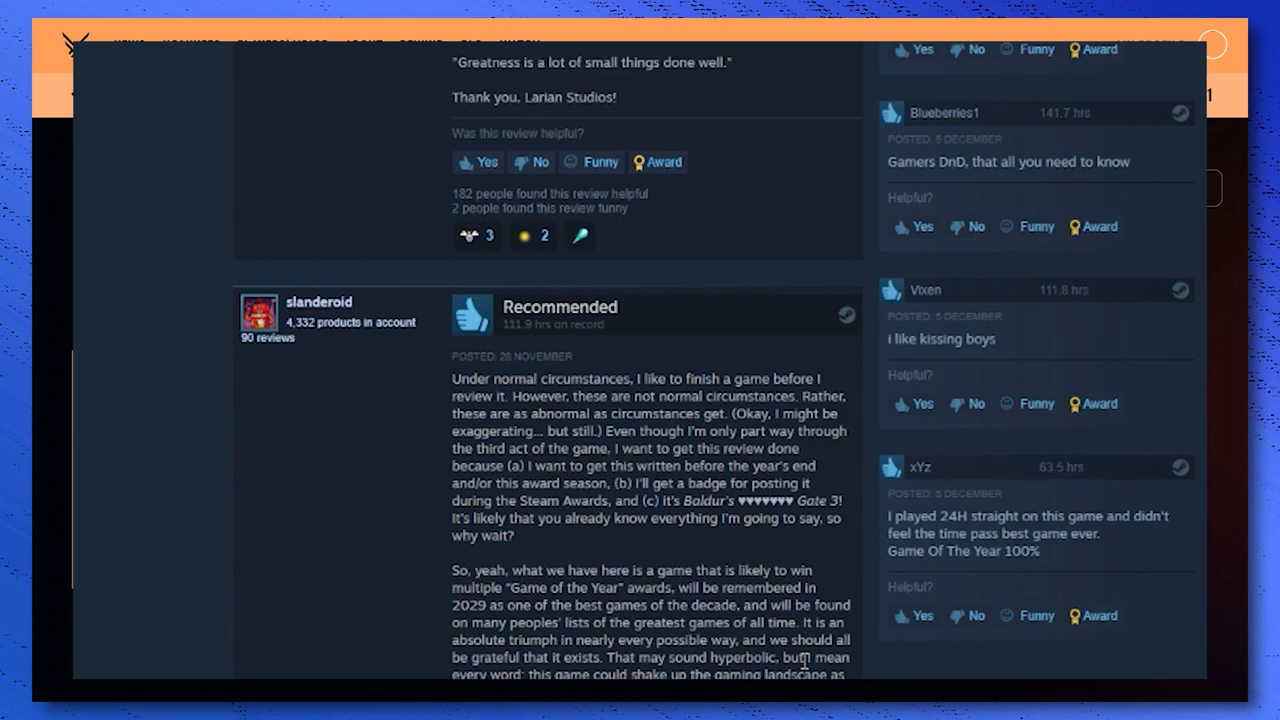 "Greatness is a lot of small things done well."
Thank you, Larian Studios!
Was this review helpful?
Yes No Funny Award
182 people found this review helpful
2 people found this review funny
3 2
slanderoid
4,332 products in account
90 reviews
Recommended
111.9 hrs on record
POSTED: 28 NOVEMBER
Under normal circumstances, I like to finish a game before I
review it. However, these are not normal circumstances. Rather,
these are as abnormal as circumstances get. (Okay, I might be
exaggerating... but still.) Even though I'm only part way through
the third act of the game, I want to get this review done
because (a) I want to get this written before the year's end
and/or this award season, (b) I'll get a badge for posting it
during the Steam Awards, and (c) it's Baldur's ♥♥♥♥♥♥♥ Gate 3!
It's likely that you already know everything I'm going to say, so
why wait?
So, yeah, what we have here is a game that is likely to win
multiple "Game of the Year" awards, will be remembered in
2029 as one of the best games of the decade, and will be found
on many peoples' lists of the greatest games of all time. It is an
absolute triumph in nearly every possible way, and we should all
be grateful that it exists. That may sound hyperbolic, but I mean
every word: this game could shake up the gaming landscape as
Yes No Funny Award
Blueberries1 141.7 hrs
POSTED: 5 DECEMBER
Gamers DnD, that all you need to know
Helpful?
Yes No Funny Award
Vixen 111.8 hrs
POSTED: 5 DECEMBER
i like kissing boys
Helpful?
Yes No Funny Award
xYz 63.5 hrs
POSTED: 5 DECEMBER
I played 24H straight on this game and didn't
feel the time pass best game ever.
Game Of The Year 100%
Helpful?
Yes No Funny Award
1